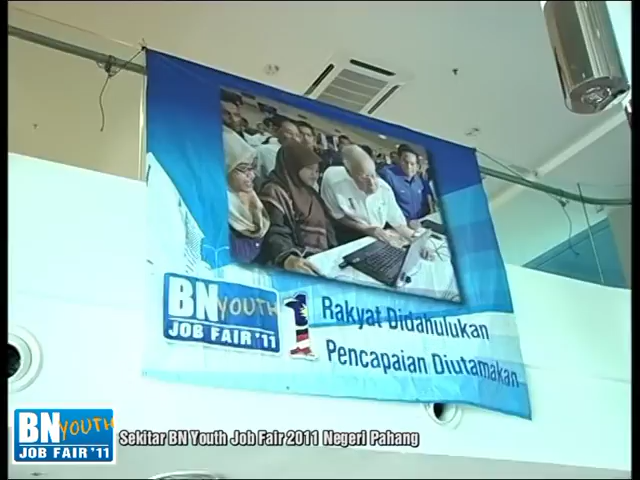 BN YOUTH
JOB FAIR '11
1
Rakyat Didahulukan
Pencapaian Diutamakan
BN YOUTH
JOB FAIR '11
Sekitar BN Youth Job Fair 2011 Negeri Pahang